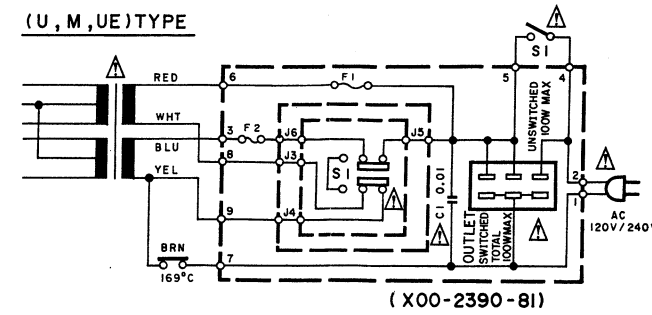 (U, M, UE) TYPE
RED
WHT
BLU
YEL
BRN
169°C
6
3
8
9
7
F1
F2
J6
J3
J4
J5
S1
C1 0.01
S1
5
4
UNSWITCHED
100W MAX
OUTLET
SWITCHED
TOTAL
100WMAX
2
1
AC
120V/240V
(X00-2390-81)